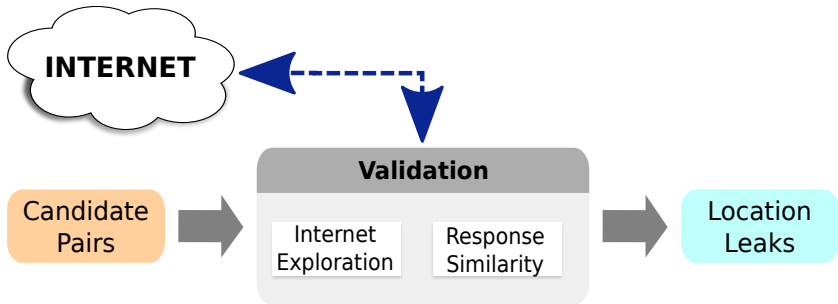 INTERNET
Validation
Candidate
Pairs
Internet
Exploration
Response
Similarity
Location
Leaks